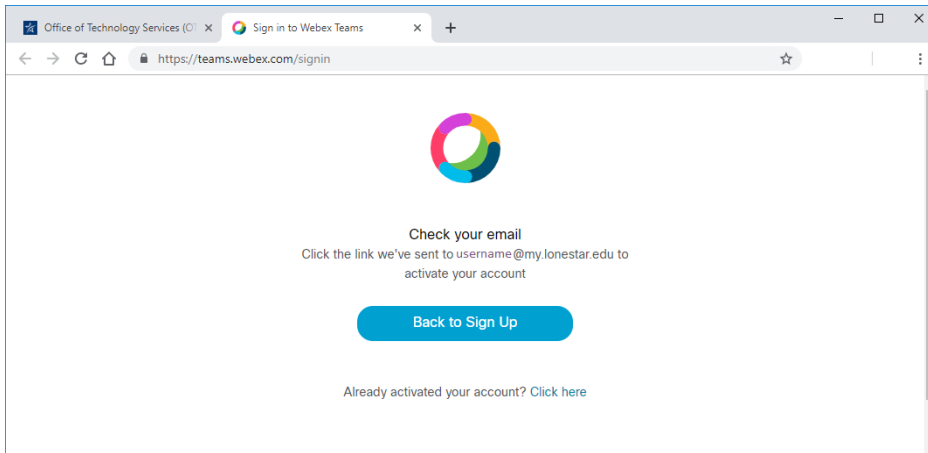 Office of Technology Services (OT
Sign in to Webex Teams
https://teams.webex.com/signin
Check your email
Click the link we've sent to username@my.lonestar.edu to
activate your account
Back to Sign Up
Already activated your account? Click here